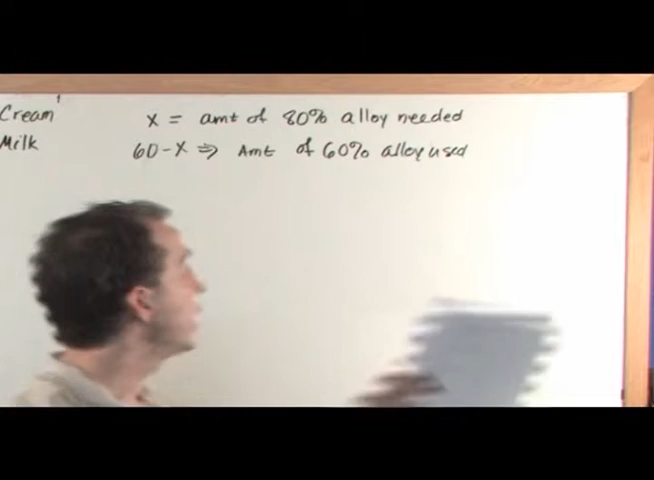 Cream
x = amt of 80% alloy needed
Milk
60-x ⇒ Amt of 60% alloy used